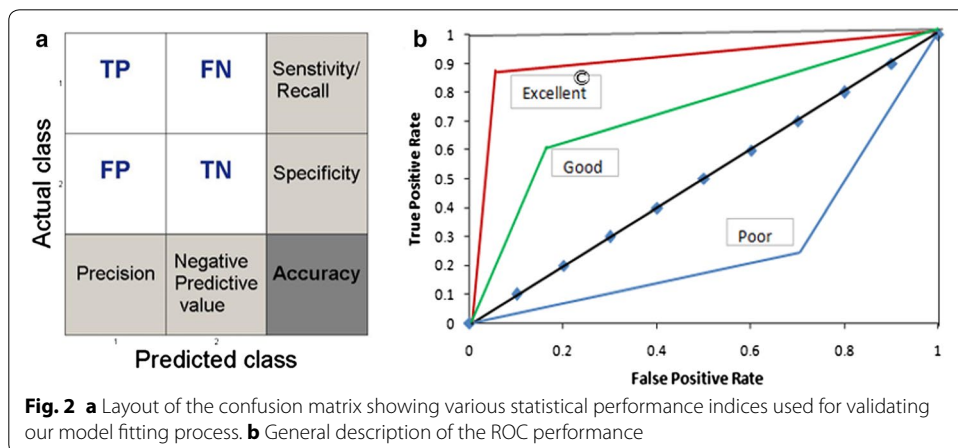 a
TP
FN
Senstivity/
Recall
1
FP
TN
Specificity
2
Precision
Negative
Predictive
value
Accuracy
1
2
Actual class
Predicted class
b
1
0.9
0.8
0.7
0.6
0.5
0.4
0.3
0.2
0.1
0
True Positive Rate
©
Excellent
Good
Poor
0
0.2
0.4
0.6
0.8
1
False Positive Rate
Fig. 2 a Layout of the confusion matrix showing various statistical performance indices used for validating
our model fitting process. b General description of the ROC performance